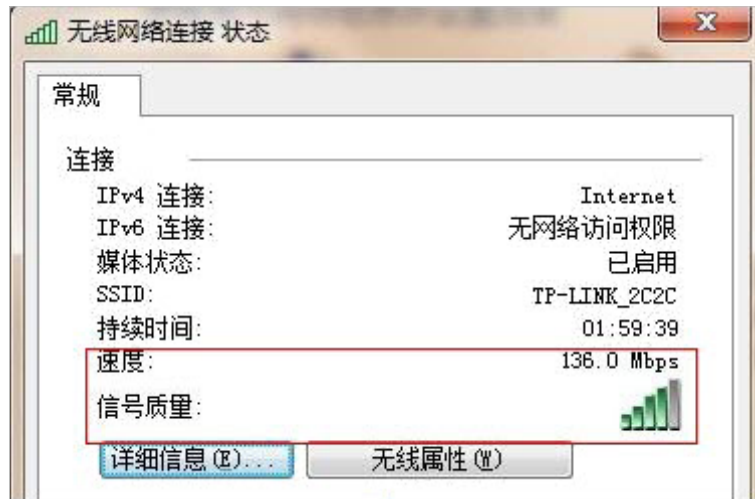 无线网络连接 状态
常规
连接
IPv4 连接: Internet
IPv6 连接: 无网络访问权限
媒体状态: 已启用
SSID: TP-LINK_2C2C
持续时间: 01:59:39
速度: 136.0 Mbps
信号质量:
详细信息(E)... 无线属性(W)